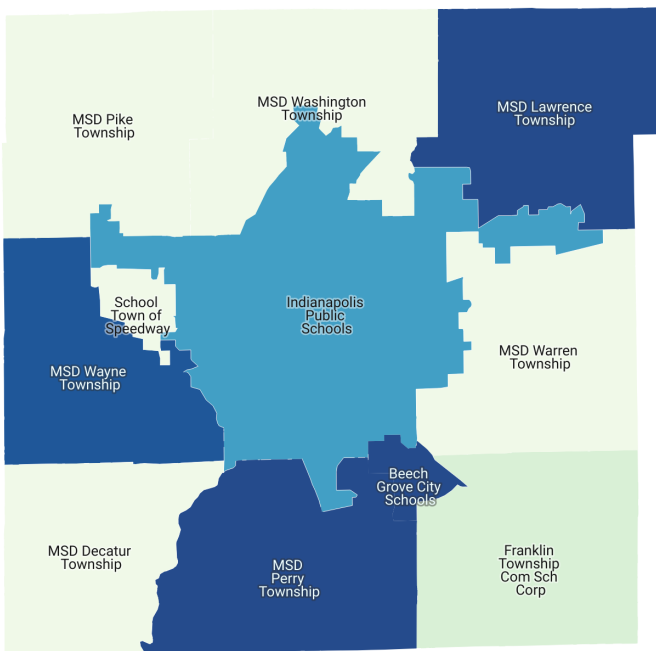 MSD Washington
Township
MSD Lawrence
Township
MSD Pike
Township
School
Town of
Speedway
Indianapolis
Public
Schools
MSD Warren
Township
MSD Wayne
Township
Beech
Grove City
Schools
MSD Decatur
Township
MSD
Perry
Township
Franklin
Township
Com Sch
Corp